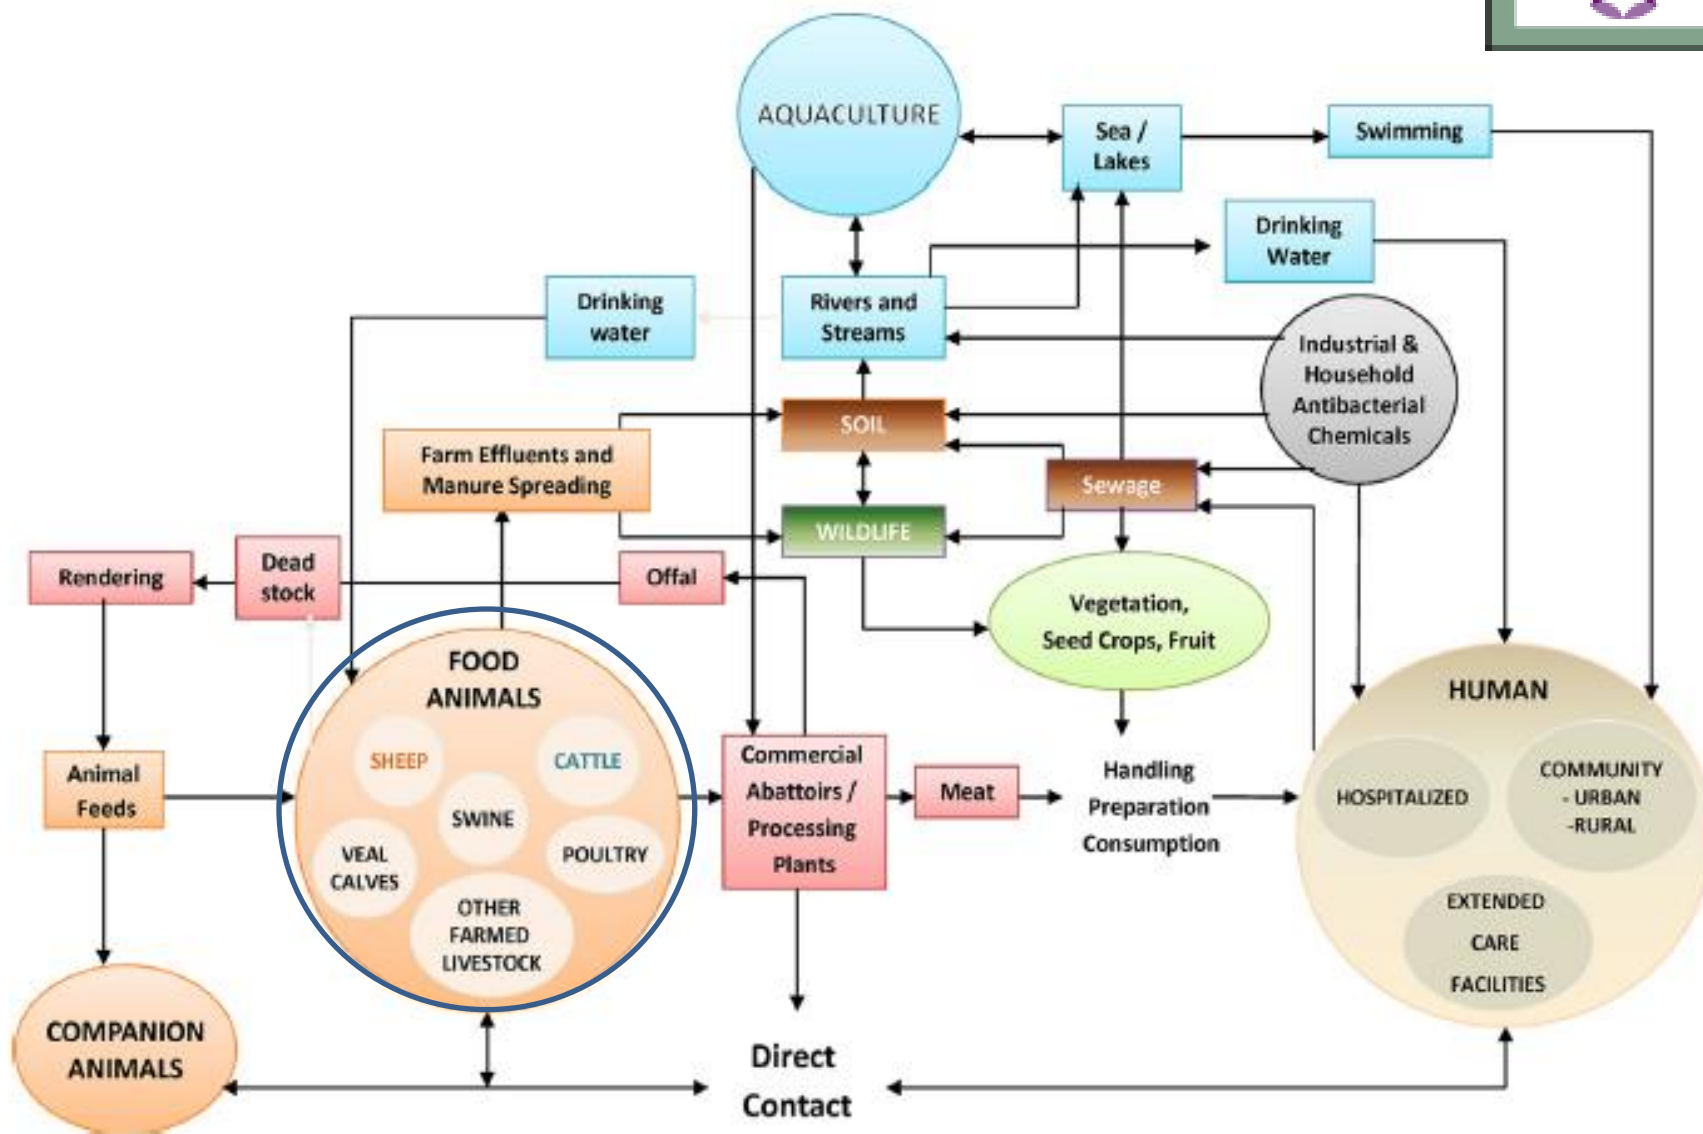 AQUACULTURE
Sea /
Lakes
Swimming
Drinking
Water
Drinking
water
Rivers and
Streams
Industrial &
Household
Antibacterial
Chemicals
SOIL
Farm Effluents and
Manure Spreading
Sewage
WILDLIFE
Rendering
Dead
stock
Offal
Vegetation,
Seed Crops, Fruit
FOOD
ANIMALS
SHEEP
CATTLE
SWINE
VEAL
CALVES
POULTRY
OTHER
FARMED
LIVESTOCK
Animal
Feeds
Commercial
Abattoirs /
Processing
Plants
Meat
Handling
Preparation
Consumption
HUMAN
HOSPITALIZED
COMMUNITY
- URBAN
-RURAL
EXTENDED
CARE
FACILITIES
COMPANION
ANIMALS
Direct
Contact